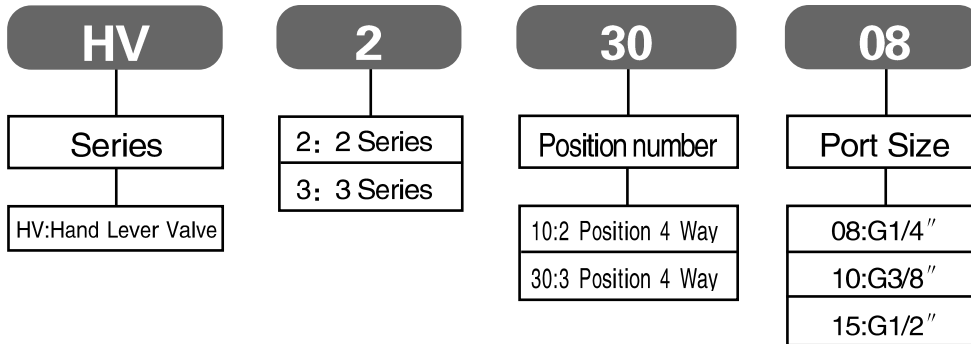 HV 2 30 08
Series
HV:Hand Lever Valve
2: 2 Series
3: 3 Series
Position number
10:2 Position 4 Way
30:3 Position 4 Way
Port Size
08:G1/4″
10:G3/8″
15:G1/2″